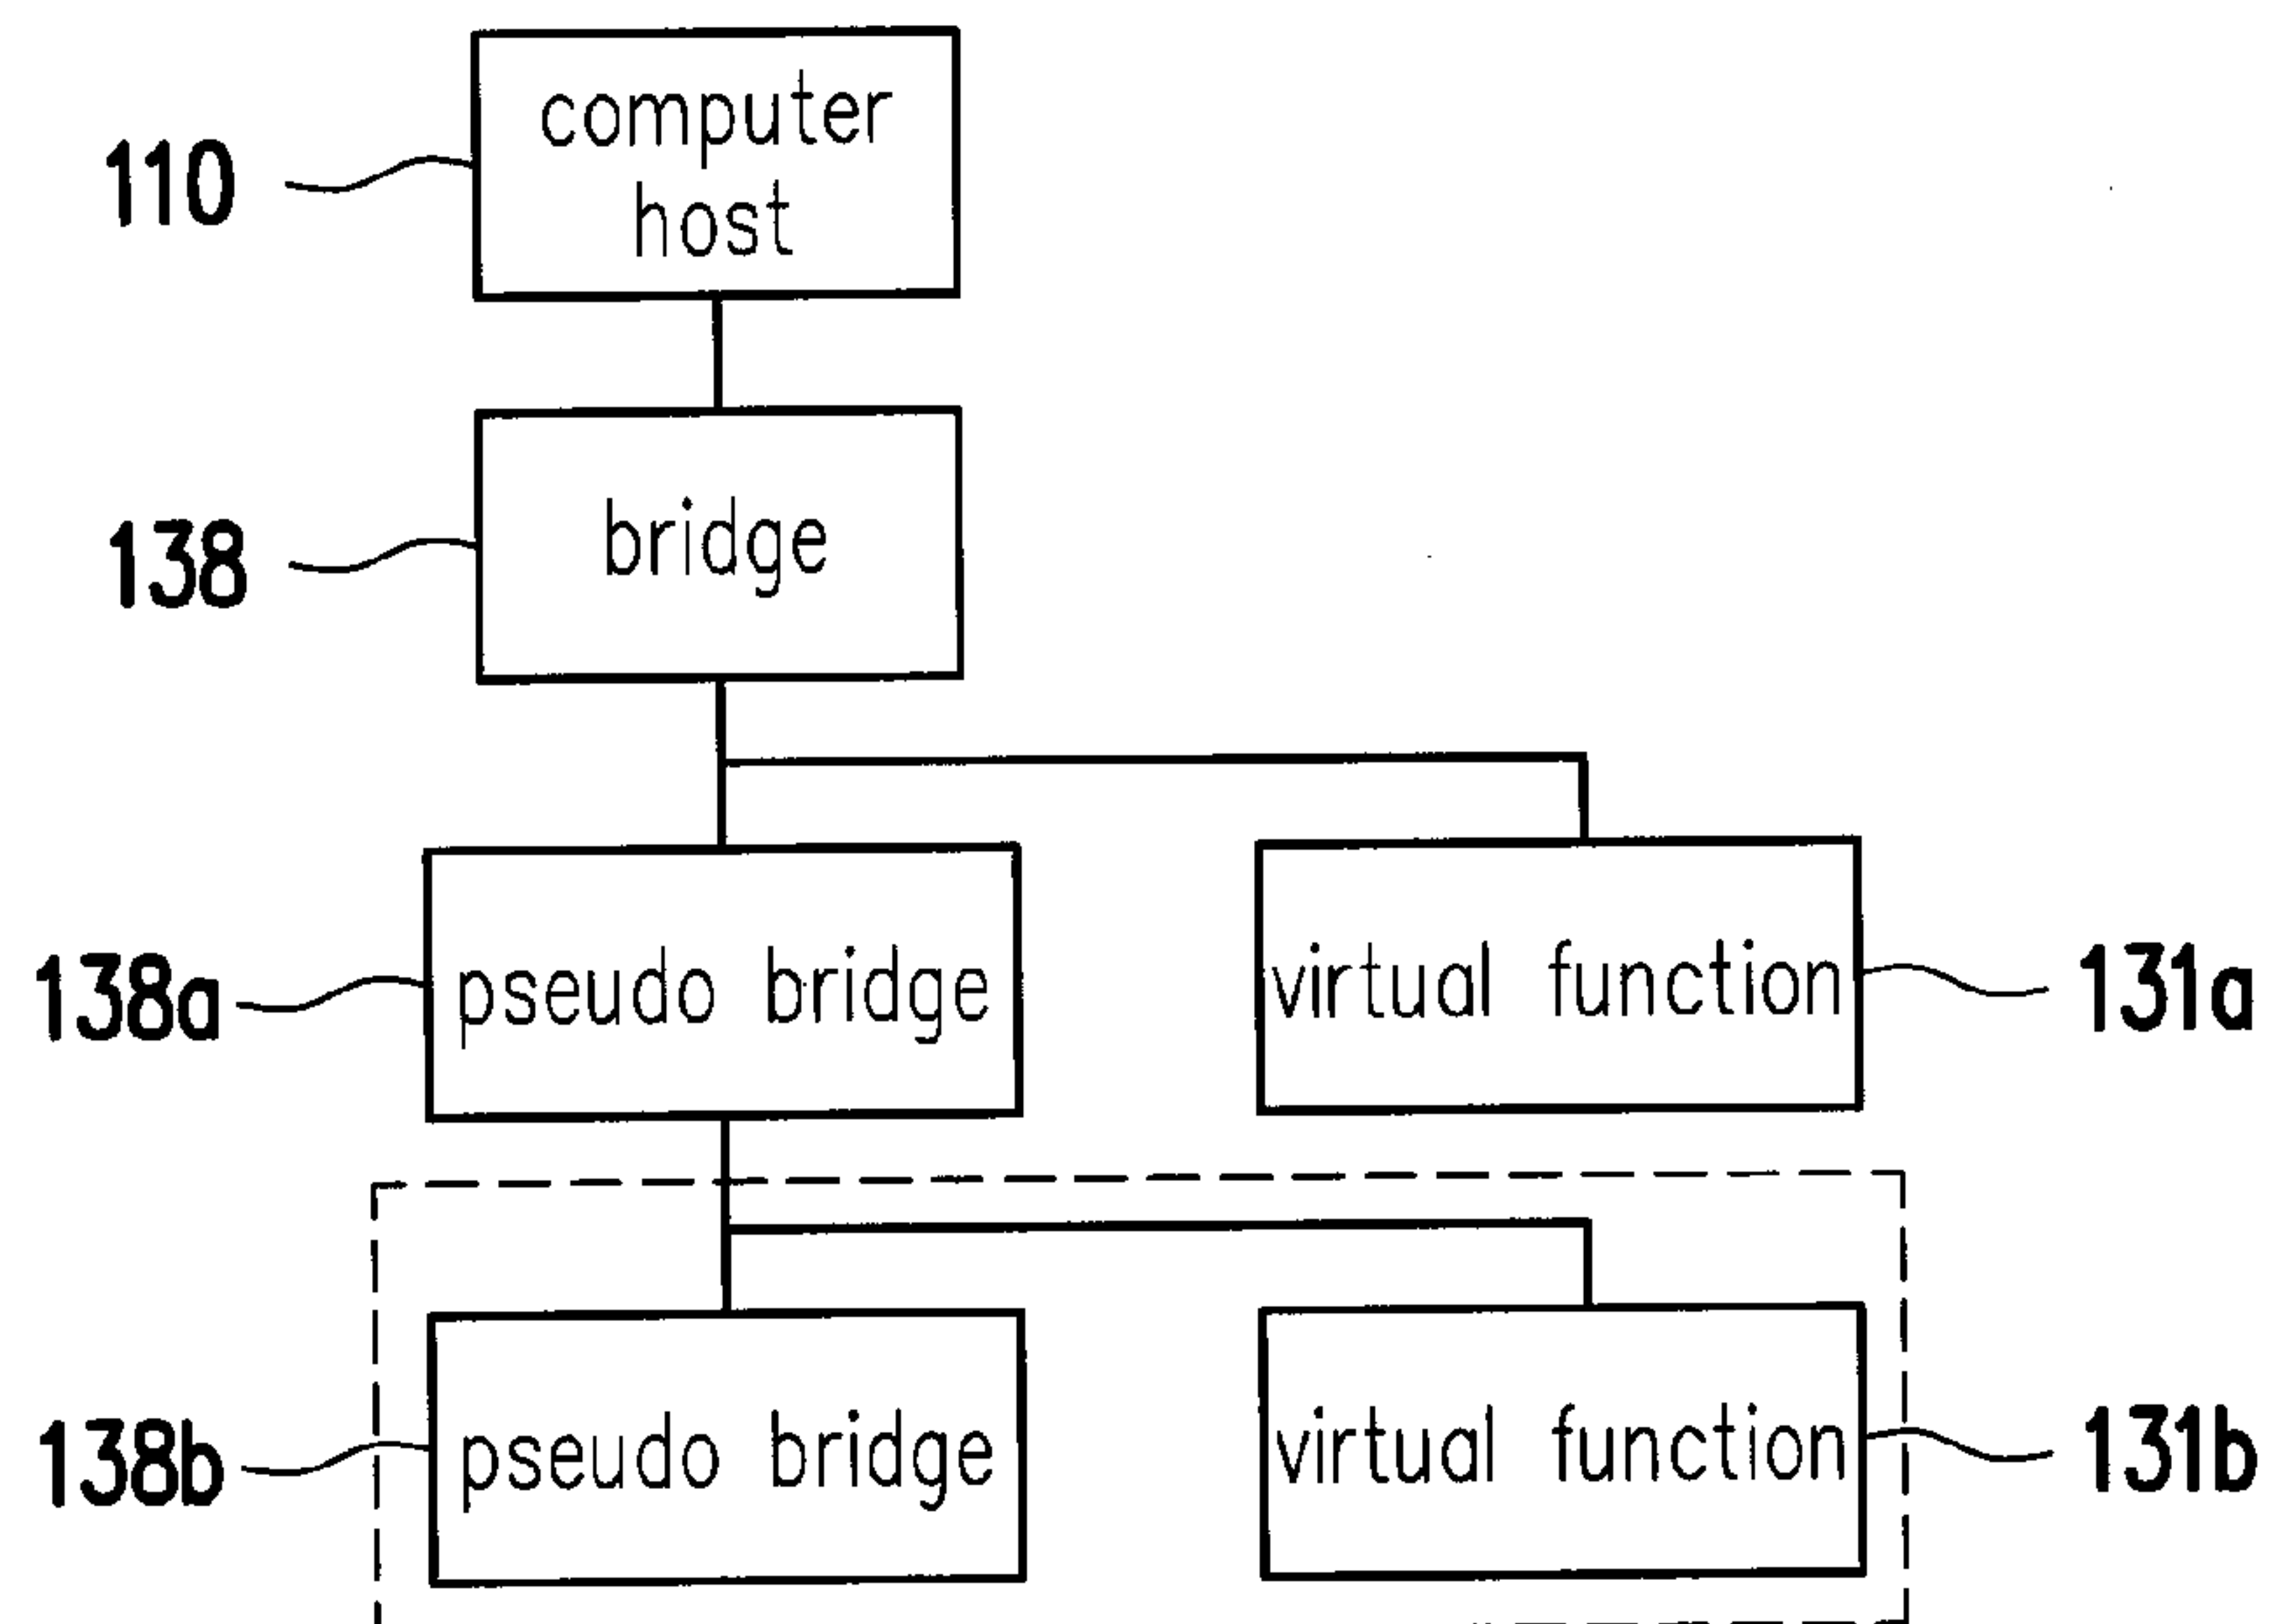 computer
host
110
bridge
138
138a
pseudo bridge
virtual function
131a
138b
pseudo bridge
virtual function
131b